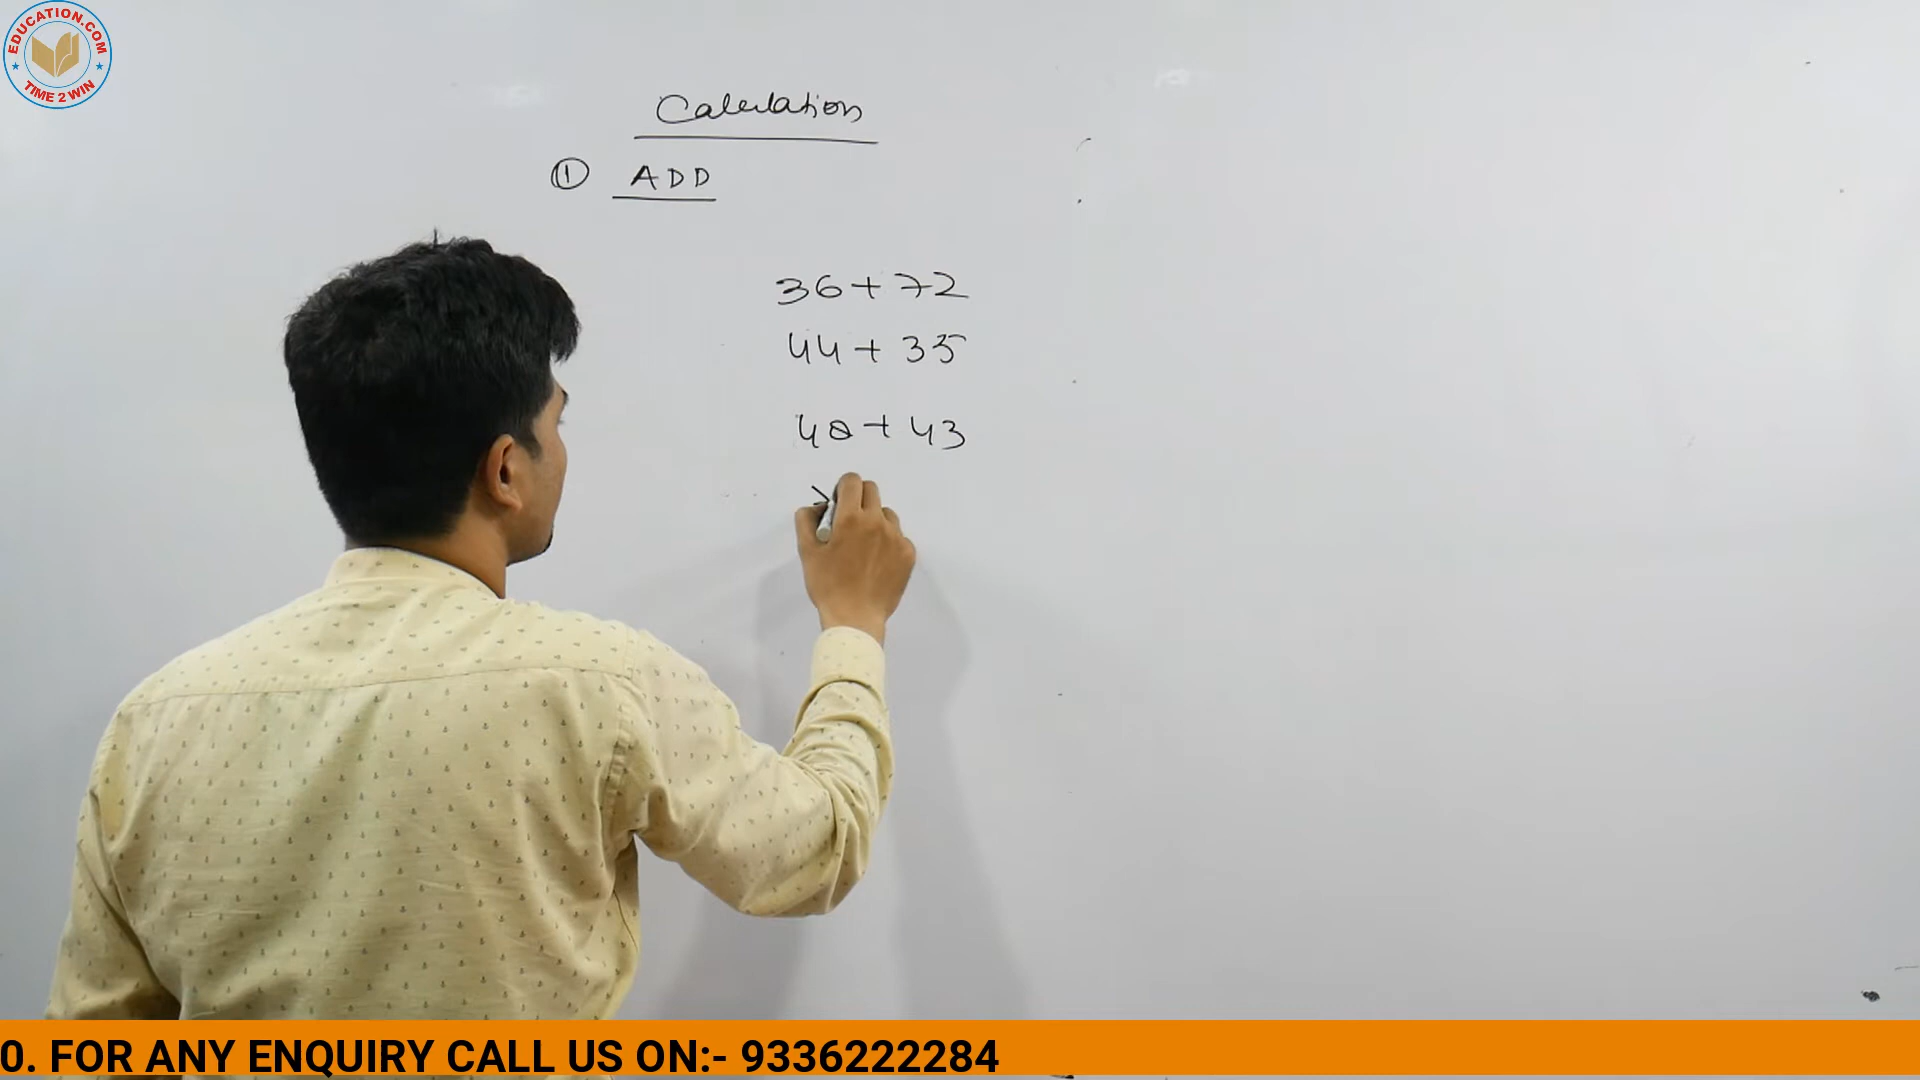 EDUCATION.COM
TIME 2 WIN
Calculation
① ADD
36+72
44+35
48+43
0. FOR ANY ENQUIRY CALL US ON:- 9336222284